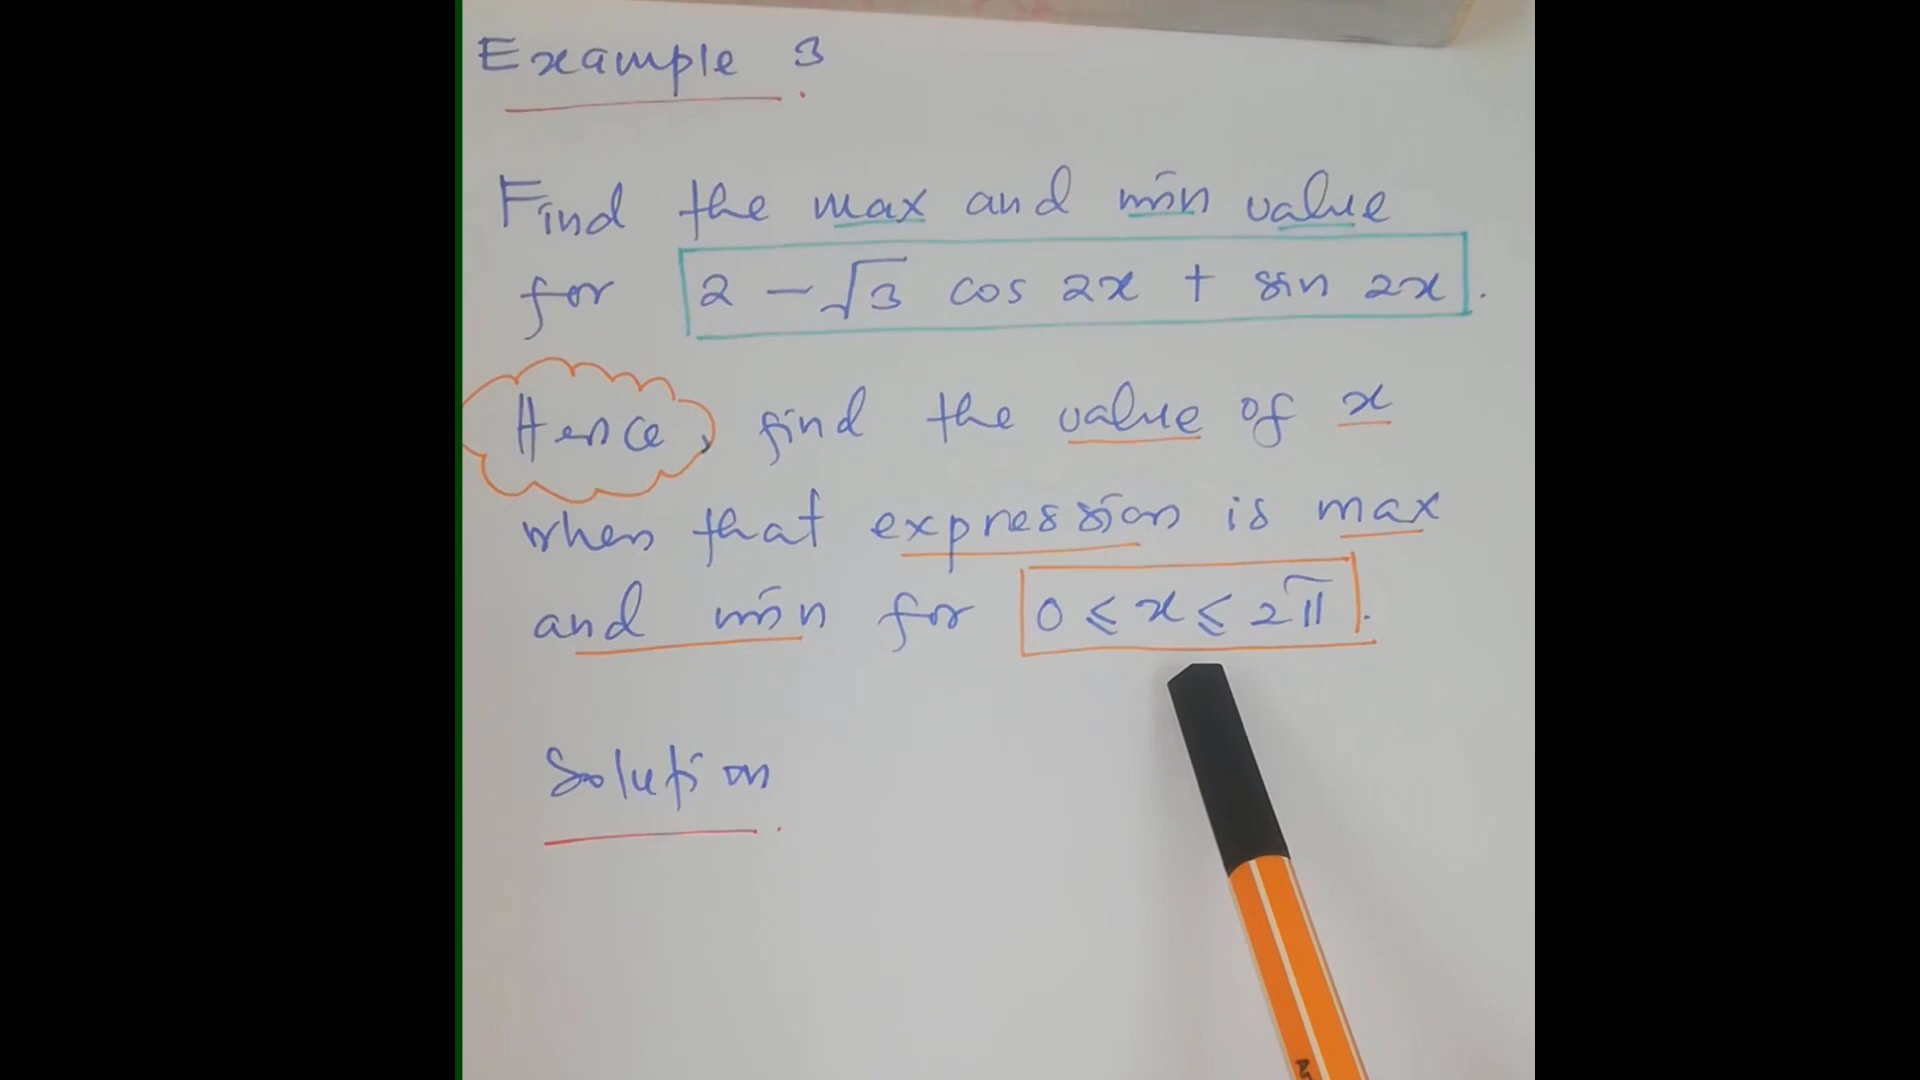 Example 3
Find the max and min value
for 2 - √3 cos 2x + sin 2x.
Hence, find the value of x
when that expression is max
and min for 0 ⩽ x ⩽ 2π.
Solution